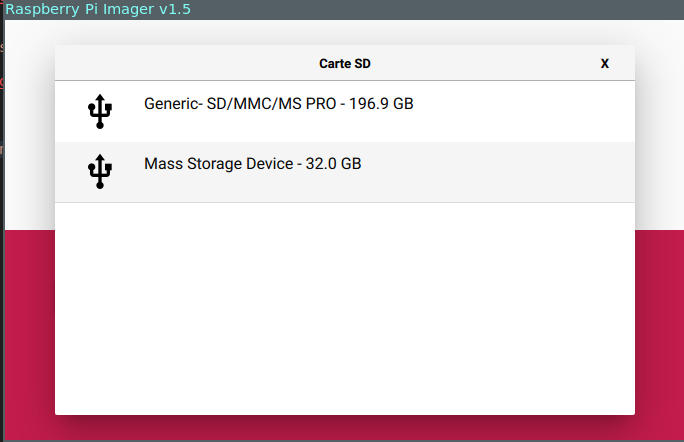 Raspberry Pi Imager v1.5
Carte SD
X
Generic- SD/MMC/MS PRO - 196.9 GB
Mass Storage Device - 32.0 GB